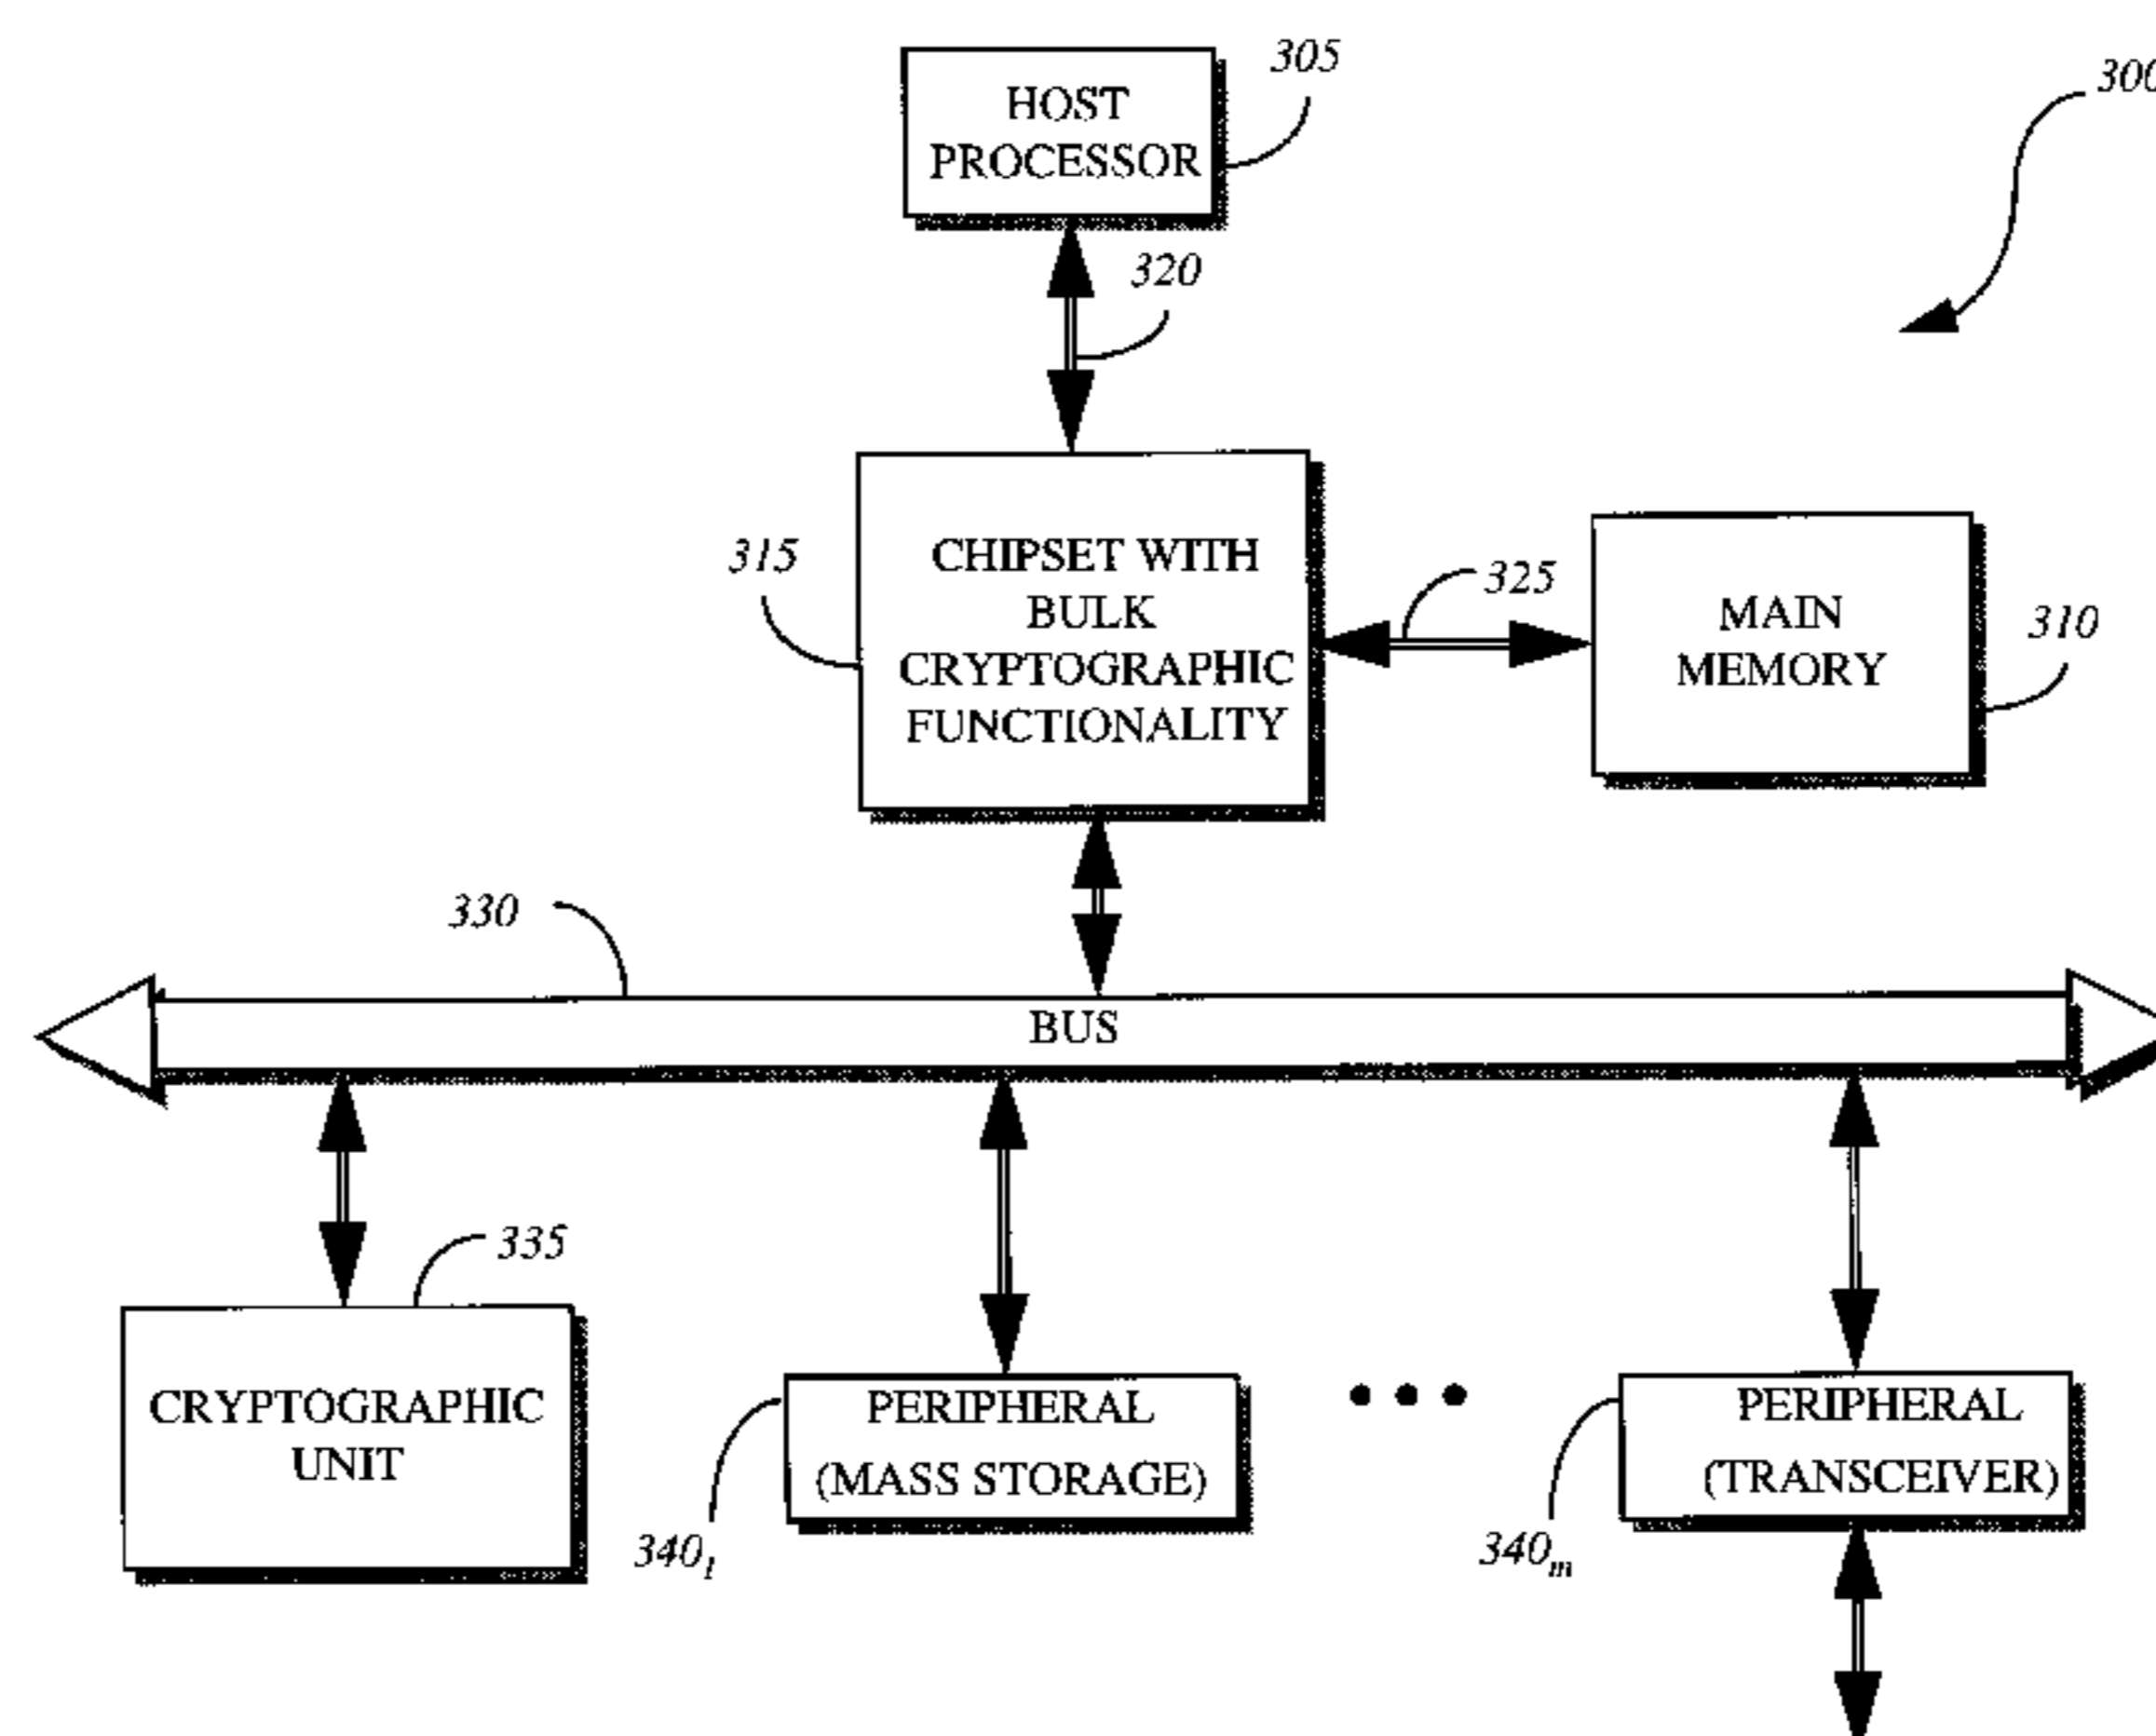 HOST
PROCESSOR
305
300
320
CHIPSET WITH
BULK
CRYPTOGRAPHIC
FUNCTIONALITY
315
325
MAIN
MEMORY
310
330
BUS
335
CRYPTOGRAPHIC
UNIT
PERIPHERAL
(MASS STORAGE)
340₁
• • •
PERIPHERAL
(TRANSCEIVER)
340ₘ